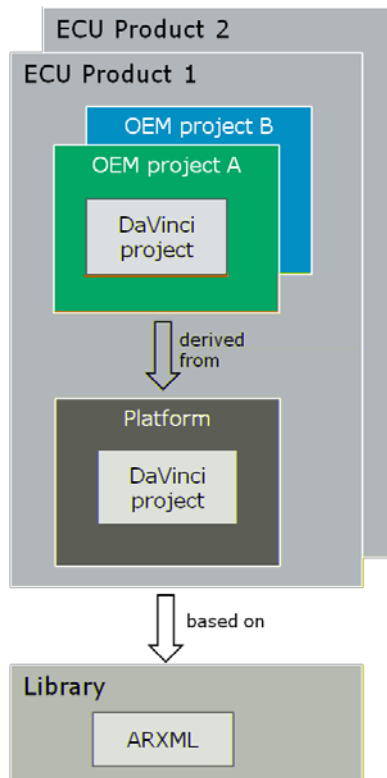 ECU Product 2
ECU Product 1
OEM project B
OEM project A
DaVinci
project
derived
from
Platform
DaVinci
project
based on
Library
ARXML